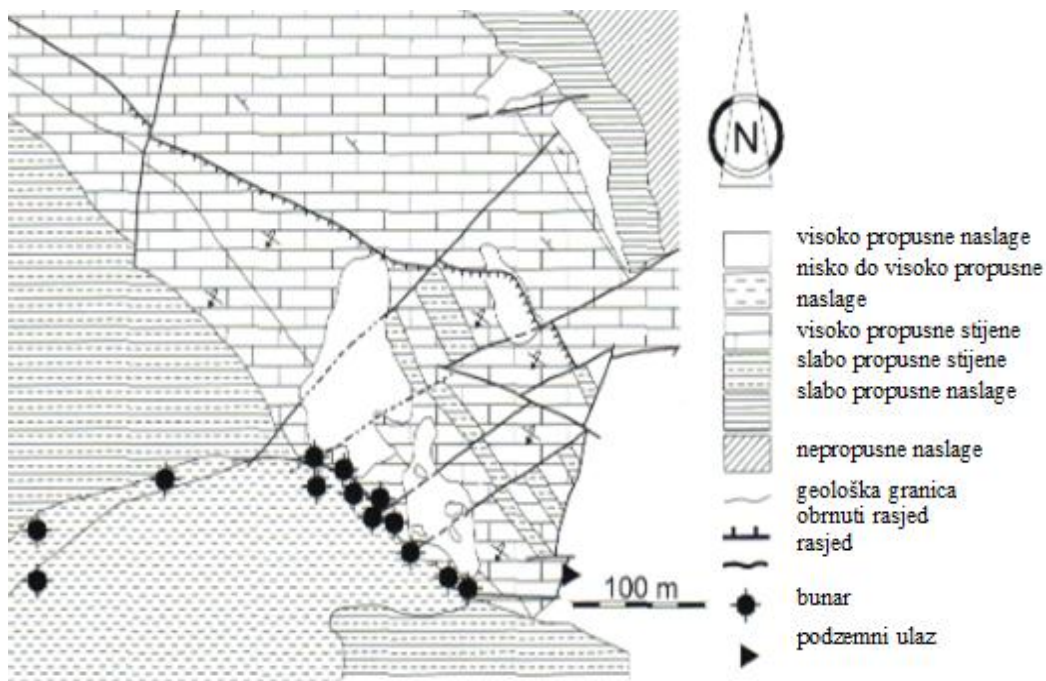 N
visoko propusne naslage
nisko do visoko propusne
naslage
visoko propusne stijene
slabo propusne stijene
slabo propusne naslage
nepropusne naslage
geološka granica
obrnuti rasjed
rasjed
100 m
bunar
podzemni ulaz